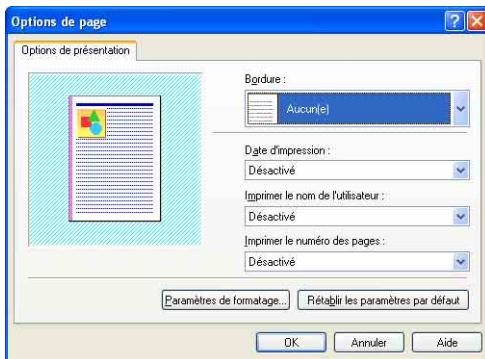 Options de page
Options de présentation
Bordure :
Aucun(e)
Date d'impression :
Désactivé
Imprimer le nom de l'utilisateur :
Désactivé
Imprimer le numéro des pages :
Désactivé
Paramètres de formatage... Rétablir les paramètres par défaut
OK Annuler Aide